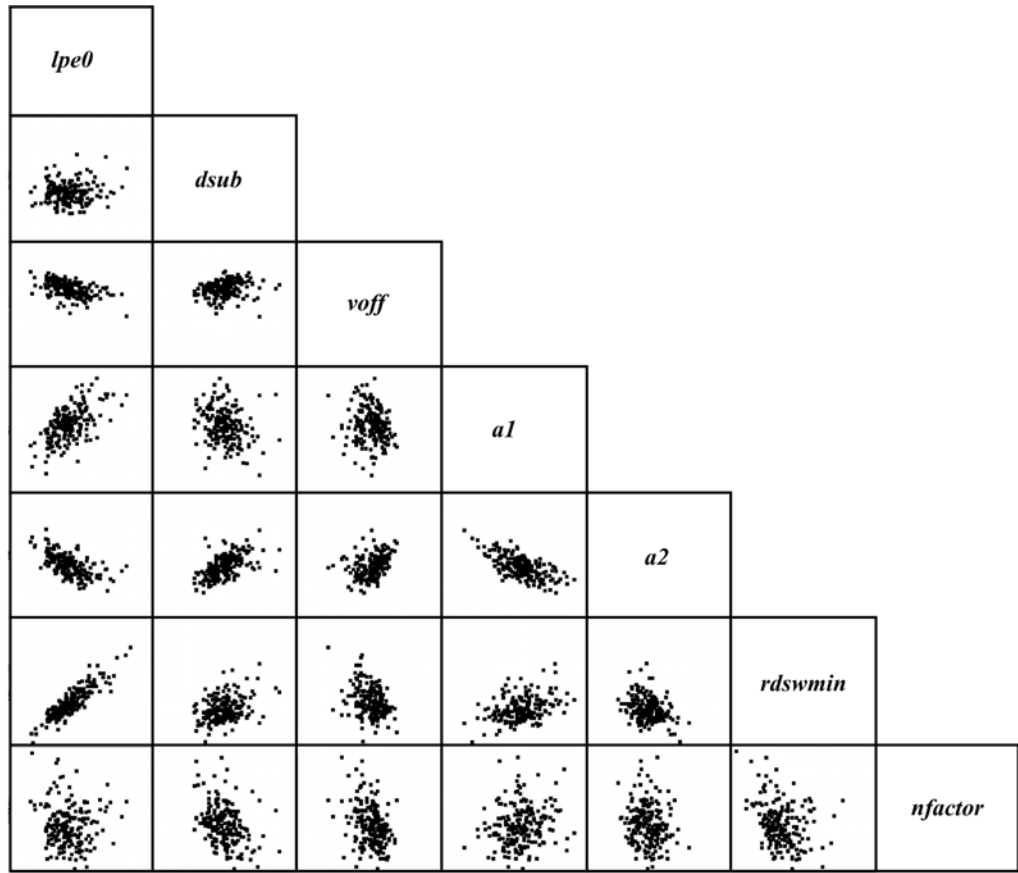 lpe0
dsub
voff
a1
a2
rdswmin
nfactor